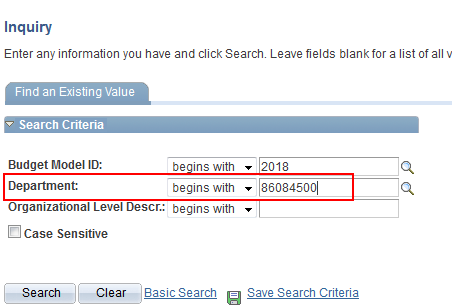 Inquiry
Enter any information you have and click Search. Leave fields blank for a list of all v
Find an Existing Value
Search Criteria
Budget Model ID: begins with 2018
Department: begins with 86084500
Organizational Level Descr.: begins with
Case Sensitive
Search Clear Basic Search Save Search Criteria